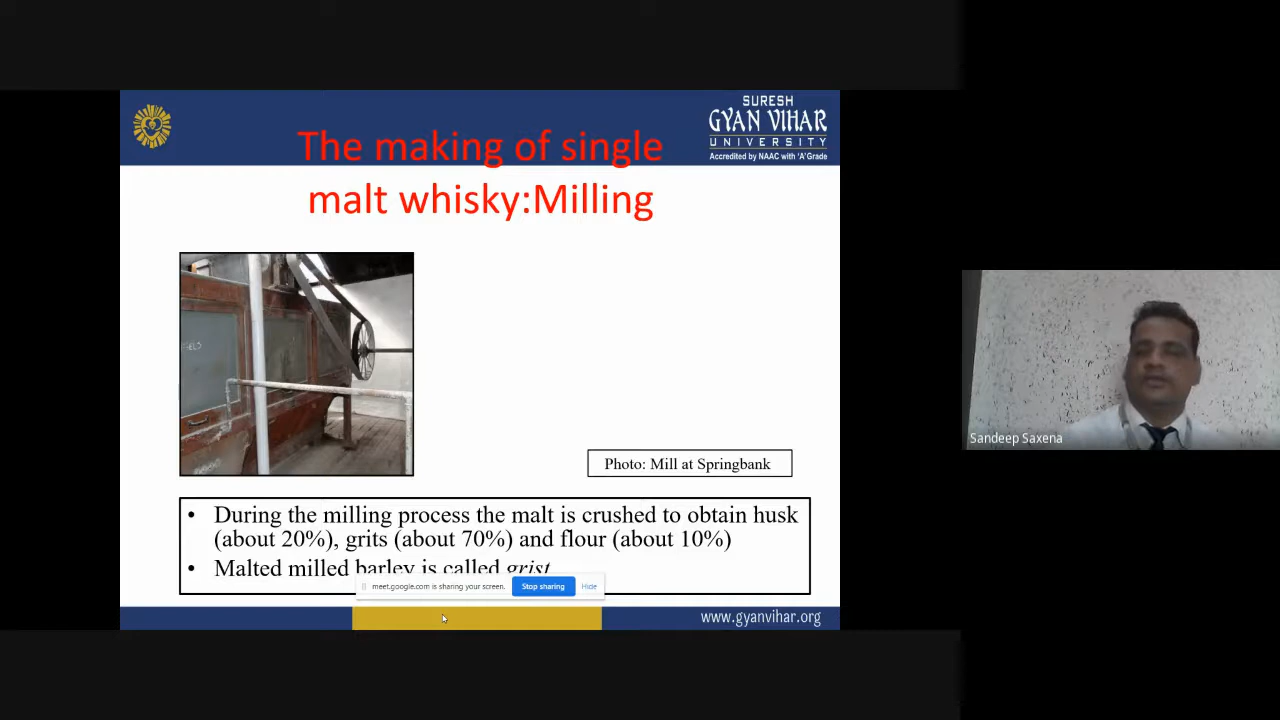 SURESH
GYAN VIHAR
UNIVERSITY
Accredited by NAAC with 'A' Grade
The making of single
malt whisky:Milling
Photo: Mill at Springbank
Sandeep Saxena
• During the milling process the malt is crushed to obtain husk
(about 20%), grits (about 70%) and flour (about 10%)
• Malted milled barley is called grist
meet.google.com is sharing your screen. Stop sharing Hide
www.gyanvihar.org